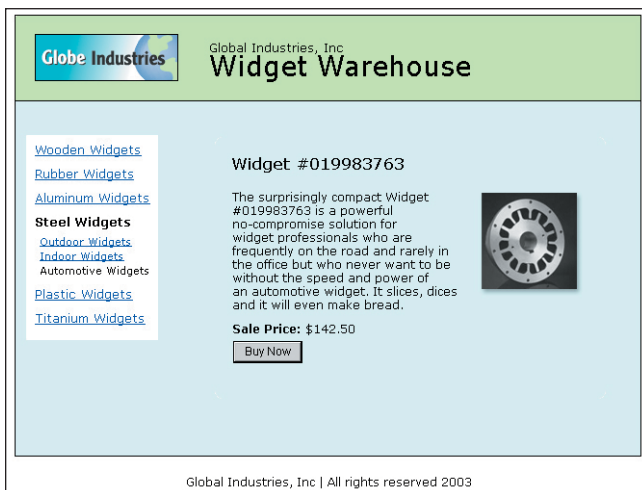 Globe Industries
Global Industries, Inc
Widget Warehouse
Wooden Widgets
Rubber Widgets
Aluminum Widgets
Steel Widgets
Outdoor Widgets
Indoor Widgets
Automotive Widgets
Plastic Widgets
Titanium Widgets
Widget #019983763
The surprisingly compact Widget
#019983763 is a powerful
no-compromise solution for
widget professionals who are
frequently on the road and rarely in
the office but who never want to be
without the speed and power of
an automotive widget. It slices, dices
and it will even make bread.
Sale Price: $142.50
Buy Now
Global Industries, Inc | All rights reserved 2003